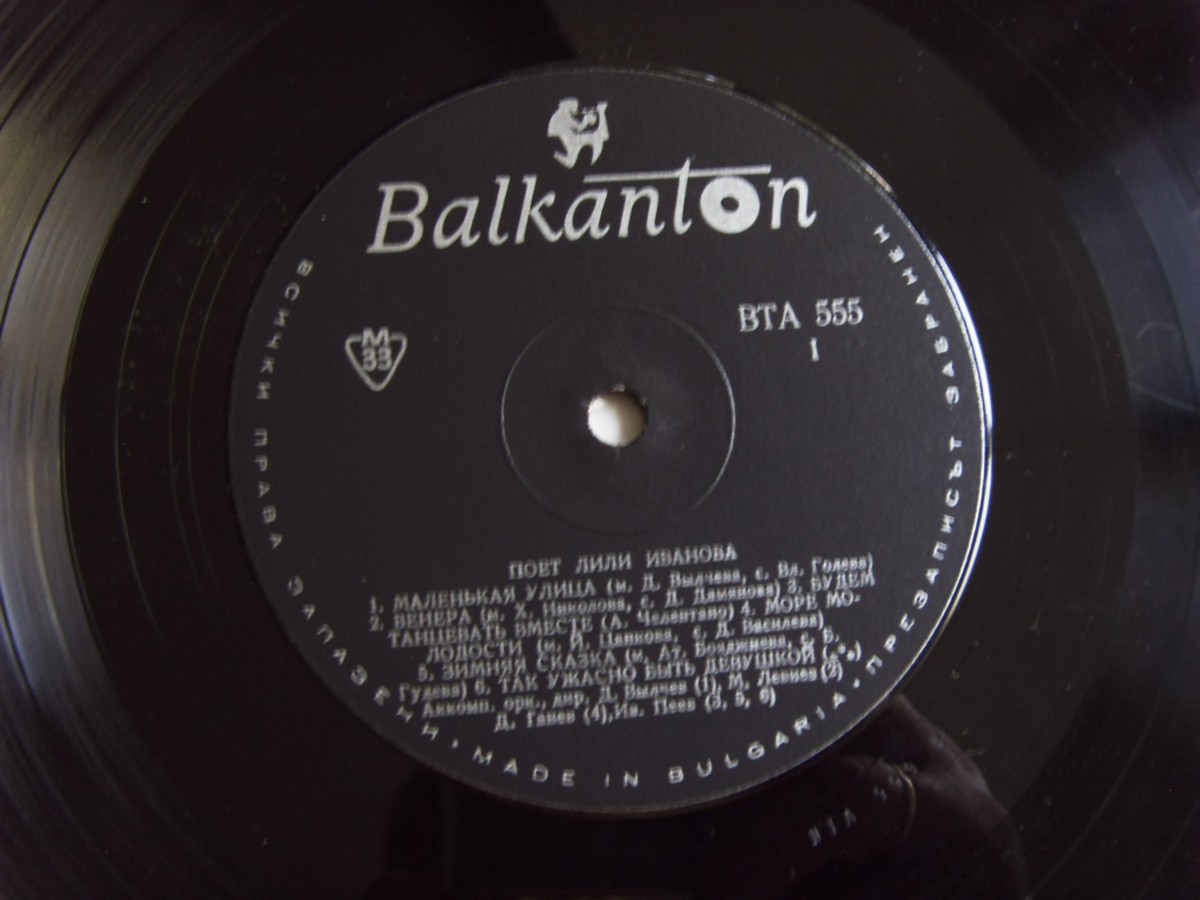 Balkanton
M
33
ВТА 555
I
ПОЕТ ЛИЛИ ИВАНОВА
1. МАЛЕНЬКАЯ УЛИЦА (м. Д. Вылчева, с. Вл. Голева)
2. ВЕНЕРА (м. Х. Николова, с. Д. Дамянова) 3. БУДЕМ
ТАНЦЕВАТЬ ВМЕСТЕ (А. Челентано) 4. МОРЕ МО-
ЛОДОСТИ (м. И. Цанкова, с. Д. Василева)
5. ЗИМНЯЯ СКАЗКА (м. Ат. Бояджиева, с. Б.
Гудева) 6. ТАК УЖАСНО БЫТЬ ДЕВУШКОЙ (***)
Аккомп. орк., дир. Д. Вылчев (1), М. Левиев (2)
Д. Ганев (4), Ив. Пеев (3, 5, 6)
ВСИЧКИ ПРАВА ЗАПАЗЕНИ • MADE IN BULGARIA • ПРЕЗАПИСЪТ ЗАБРАНЕН
ВТА